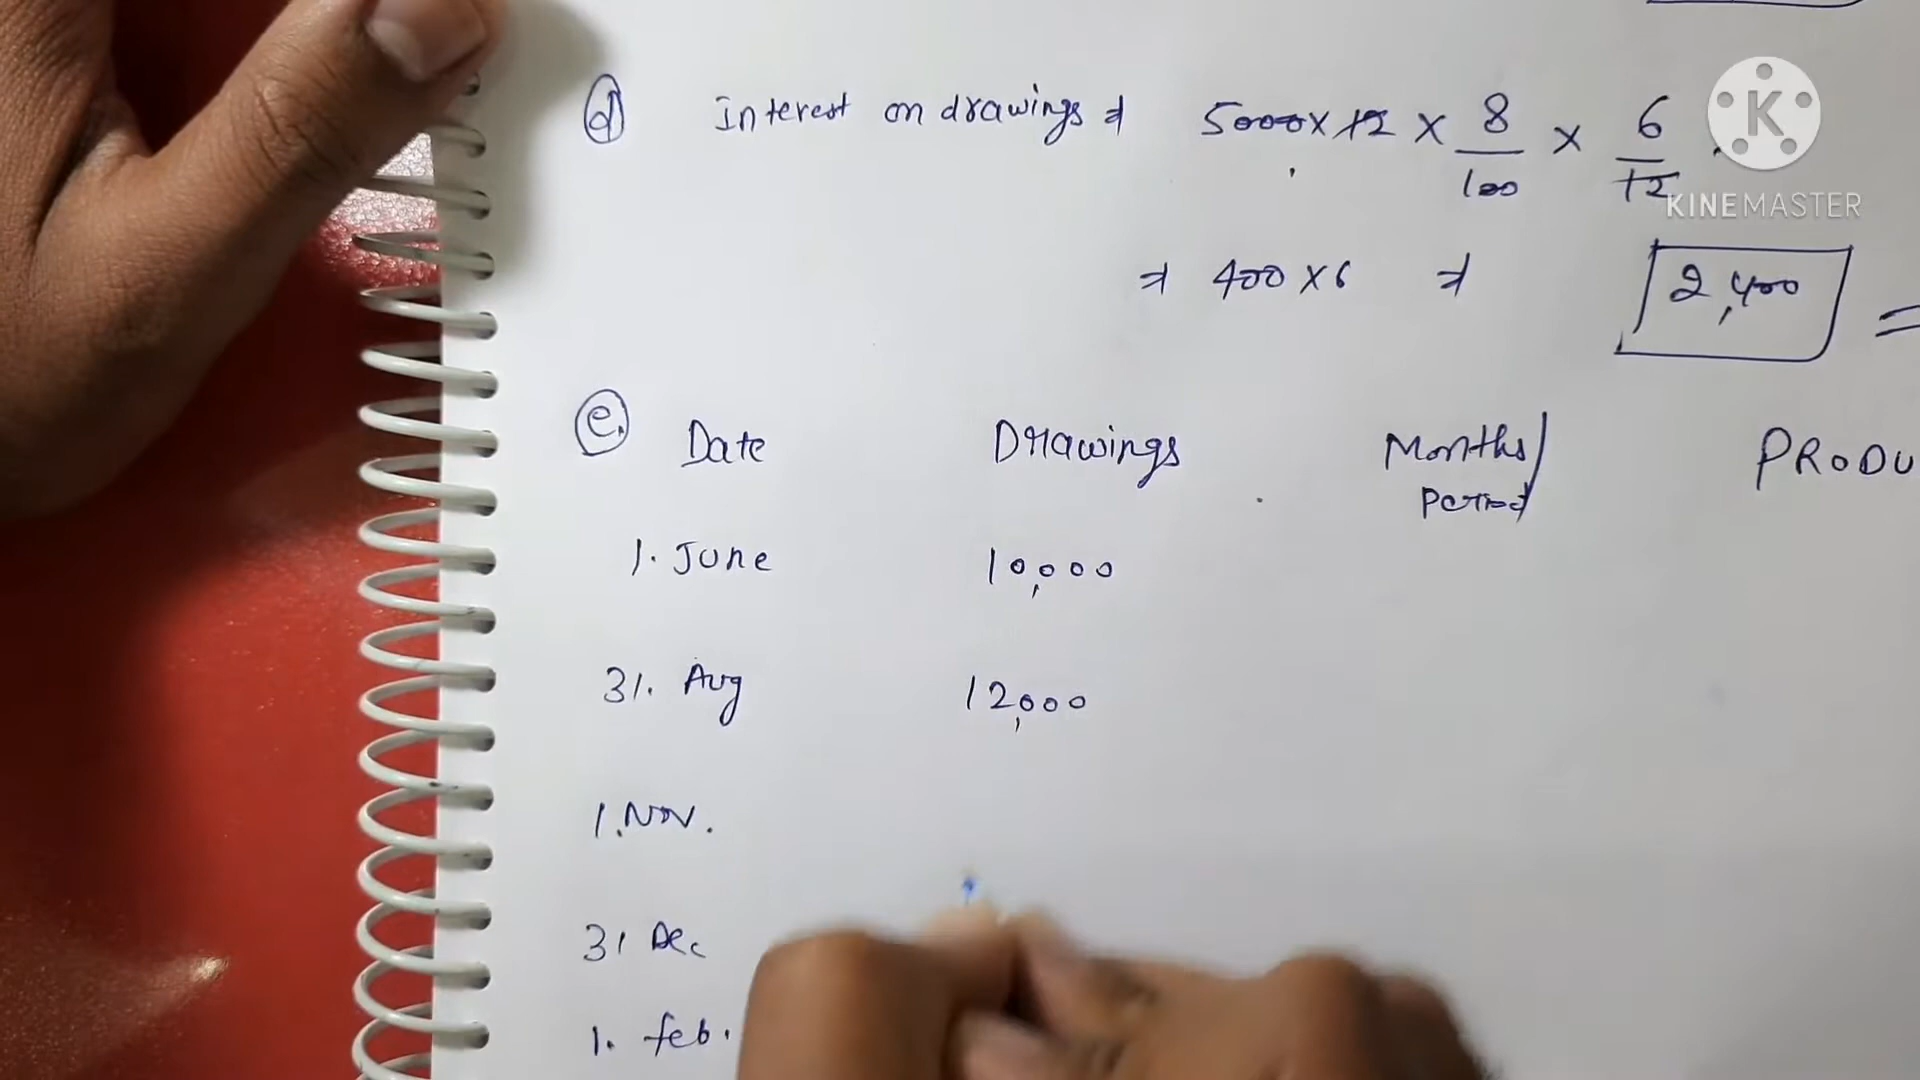 d Interest on drawings ⇒ 5000 x 12 x 8/100 x 6/12
KINEMASTER
⇒ 400 x 6 ⇒ 2,400 =
e. Date Drawings Months/ PRODU
Period
1. June 10,000
31. Aug 12,000
1. Nov.
31 Dec
1. feb.